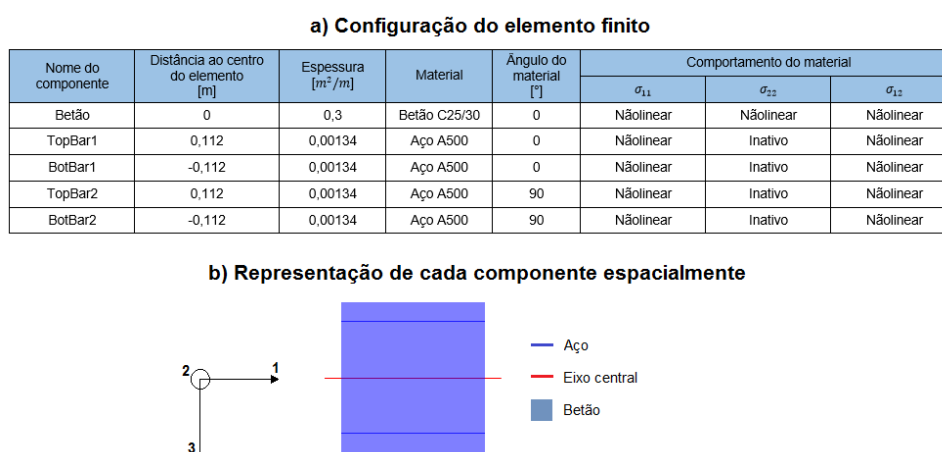 a) Configuração do elemento finito
Nome do componente Distância ao centro do elemento [m] Espessura [m²/m] Material Ângulo do material [°] Comportamento do material
σ₁₁ σ₂₂ σ₁₂
Betão 0 0,3 Betão C25/30 0 Nãolinear Nãolinear Nãolinear
TopBar1 0,112 0,00134 Aço A500 0 Nãolinear Inativo Nãolinear
BotBar1 -0,112 0,00134 Aço A500 0 Nãolinear Inativo Nãolinear
TopBar2 0,112 0,00134 Aço A500 90 Nãolinear Inativo Nãolinear
BotBar2 -0,112 0,00134 Aço A500 90 Nãolinear Inativo Nãolinear
b) Representação de cada componente espacialmente
Aço
2 1
Eixo central
Betão
3